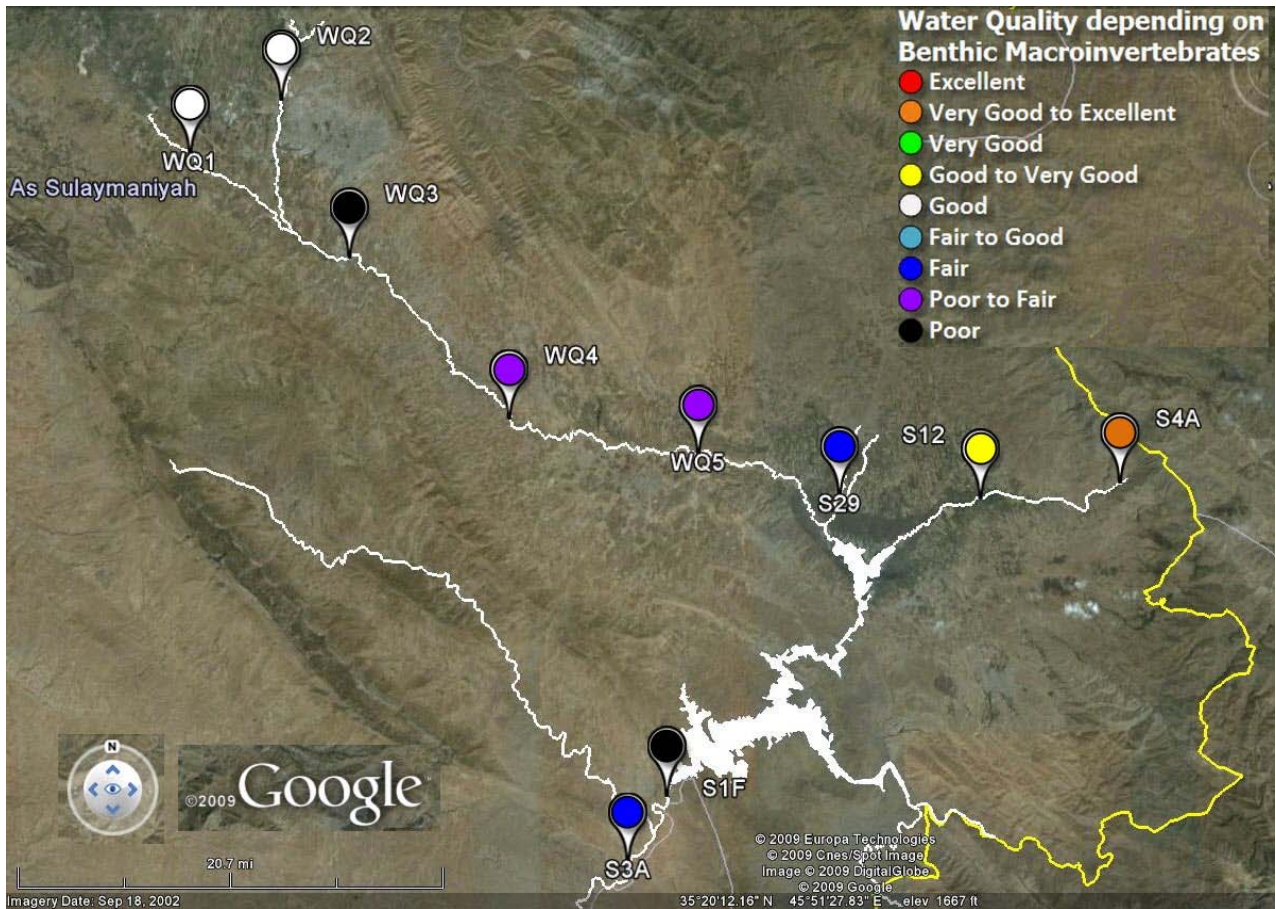 Water Quality depending on
Benthic Macroinvertebrates
Excellent
Very Good to Excellent
Very Good
Good to Very Good
Good
Fair to Good
Fair
Poor to Fair
Poor
WQ2
WQ1
As Sulaymaniyah
WQ3
WQ4
WQ5
S29
S12
S4A
S1F
S3A
N
©2009 Google
20.7 mi
© 2009 Europa Technologies
© 2009 Cnes/Spot Image
Image © 2009 DigitalGlobe
© 2009 Google
Imagery Date: Sep 18, 2002
35°20'12.16" N 45°51'27.83" E elev 1667 ft